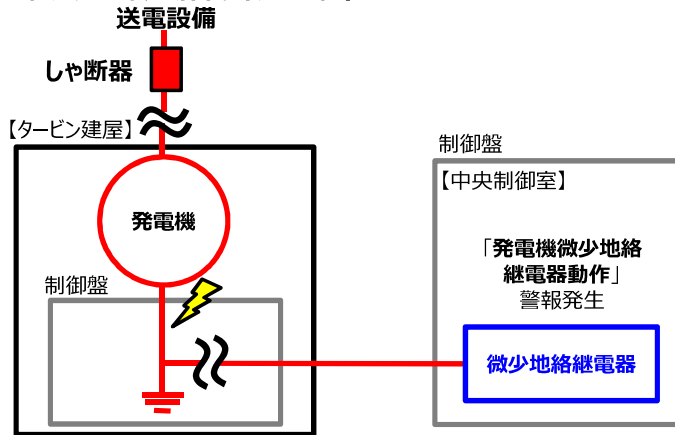 送電設備
しゃ断器
【タービン建屋】
発電機
制御盤
制御盤
【中央制御室】
「発電機微少地絡
継電器動作」
警報発生
微少地絡継電器